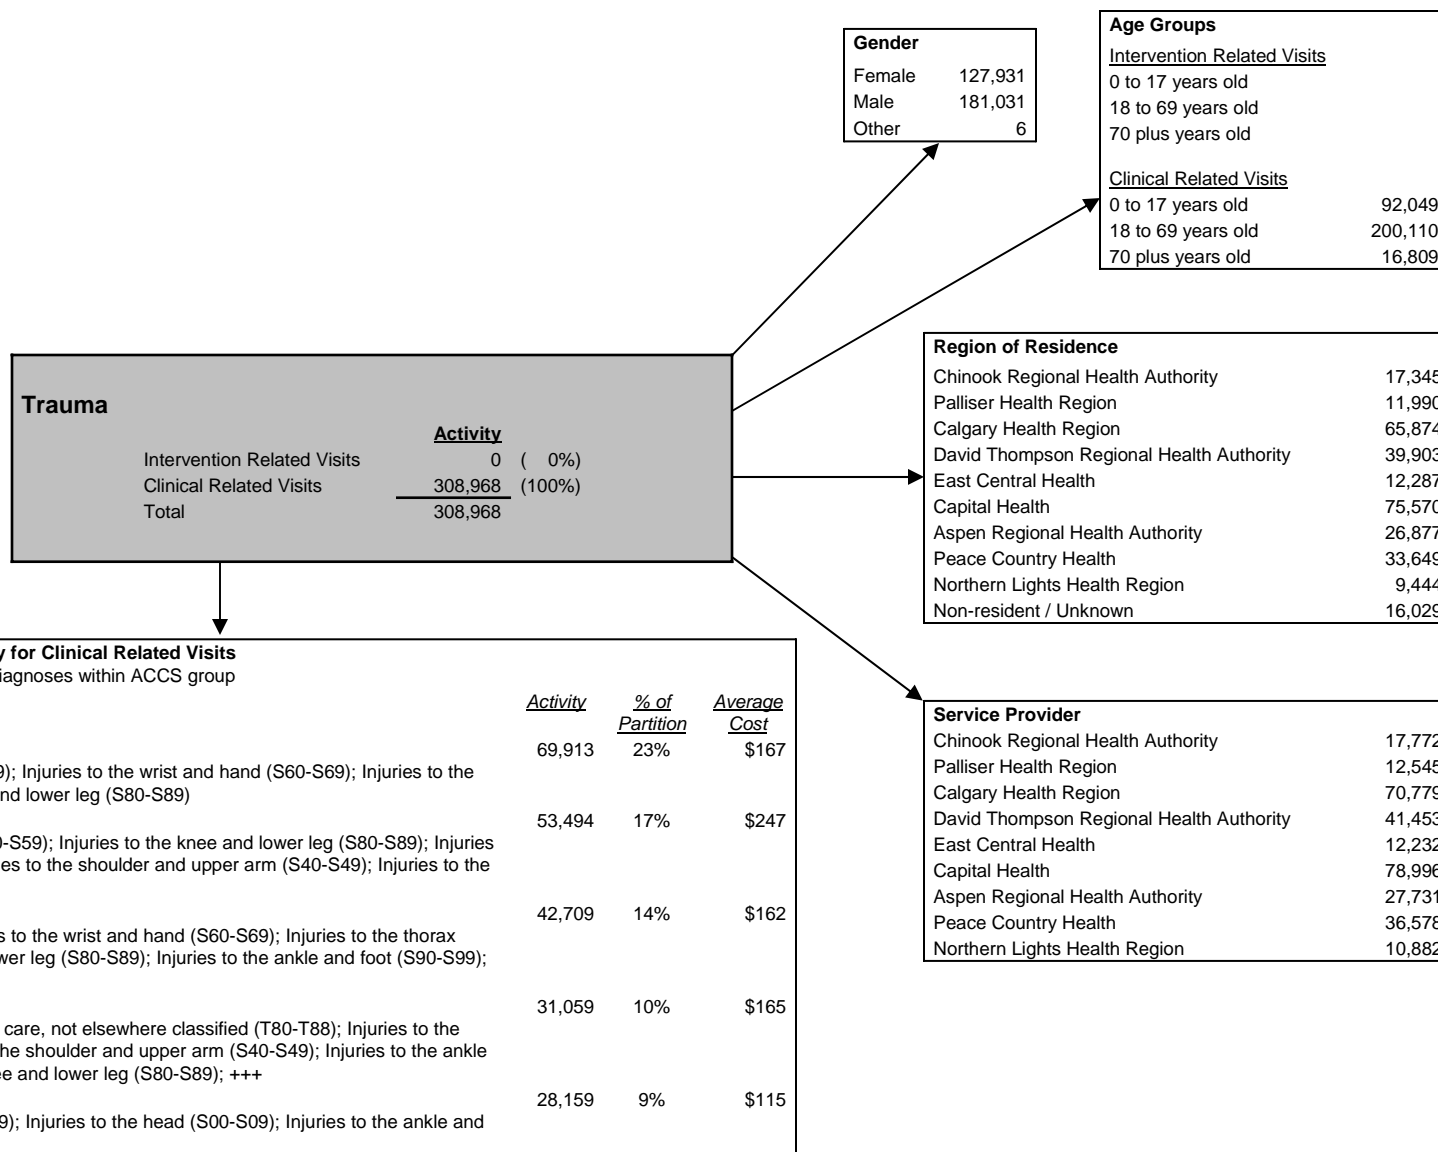 Gender
Female 127,931
Male 181,031
Other 6
Age Groups
Intervention Related Visits
0 to 17 years old
18 to 69 years old
70 plus years old
Clinical Related Visits
0 to 17 years old 92,049
18 to 69 years old 200,110
70 plus years old 16,809
Trauma
Activity
Intervention Related Visits 0 ( 0%)
Clinical Related Visits 308,968 (100%)
Total 308,968
Region of Residence
Chinook Regional Health Authority 17,345
Palliser Health Region 11,990
Calgary Health Region 65,874
David Thompson Regional Health Authority 39,903
East Central Health 12,287
Capital Health 75,570
Aspen Regional Health Authority 26,877
Peace Country Health 33,649
Northern Lights Health Region 9,444
Non-resident / Unknown 16,029
y for Clinical Related Visits
iagnoses within ACCS group
Activity % of Average
Partition Cost
69,913 23% $167
9); Injuries to the wrist and hand (S60-S69); Injuries to the
nd lower leg (S80-S89)
53,494 17% $247
0-S59); Injuries to the knee and lower leg (S80-S89); Injuries
es to the shoulder and upper arm (S40-S49); Injuries to the
42,709 14% $162
s to the wrist and hand (S60-S69); Injuries to the thorax
wer leg (S80-S89); Injuries to the ankle and foot (S90-S99);
31,059 10% $165
care, not elsewhere classified (T80-T88); Injuries to the
he shoulder and upper arm (S40-S49); Injuries to the ankle
e and lower leg (S80-S89); +++
28,159 9% $115
9); Injuries to the head (S00-S09); Injuries to the ankle and
Service Provider
Chinook Regional Health Authority 17,772
Palliser Health Region 12,545
Calgary Health Region 70,779
David Thompson Regional Health Authority 41,453
East Central Health 12,232
Capital Health 78,996
Aspen Regional Health Authority 27,731
Peace Country Health 36,578
Northern Lights Health Region 10,882